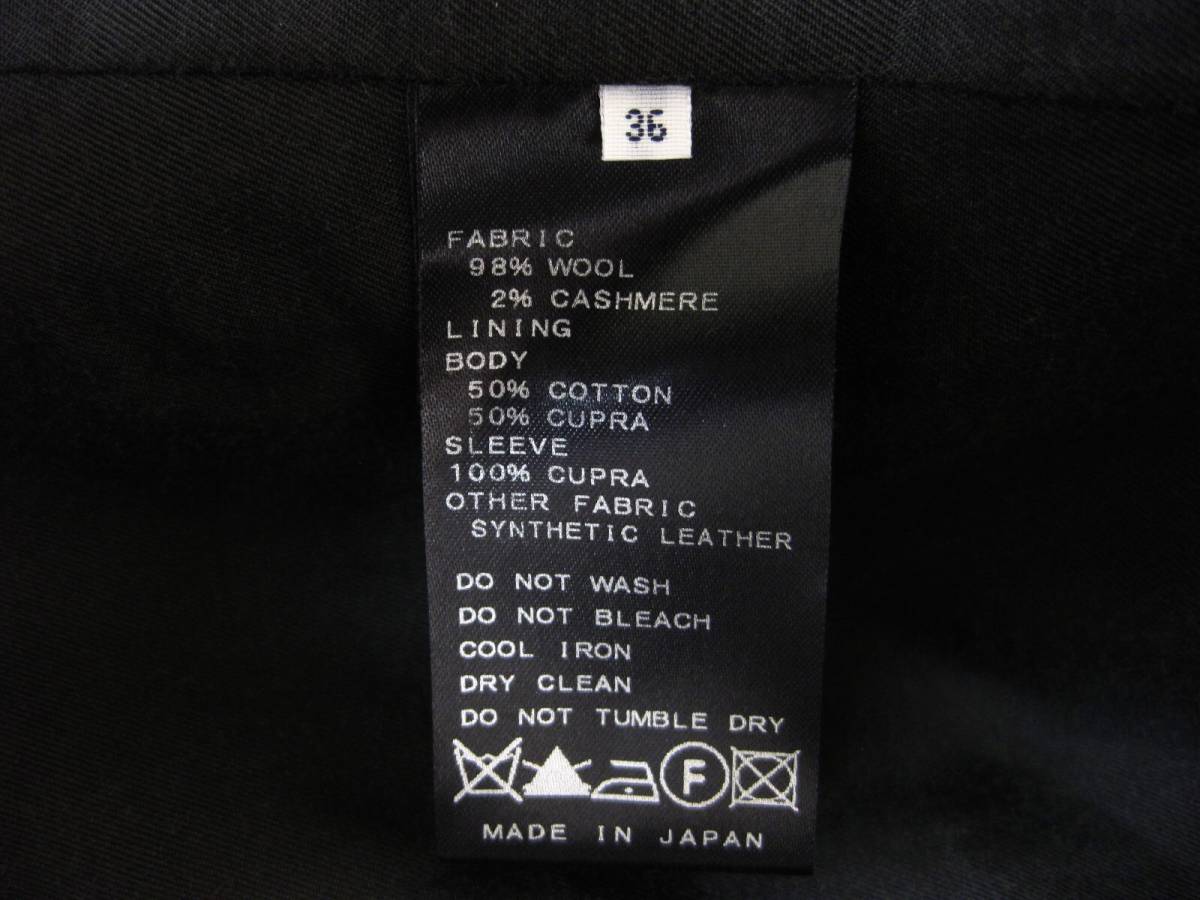 36
FABRIC
98% WOOL
2% CASHMERE
LINING
BODY
50% COTTON
50% CUPRA
SLEEVE
100% CUPRA
OTHER FABRIC
SYNTHETIC LEATHER
DO NOT WASH
DO NOT BLEACH
COOL IRON
DRY CLEAN
DO NOT TUMBLE DRY
F
MADE IN JAPAN